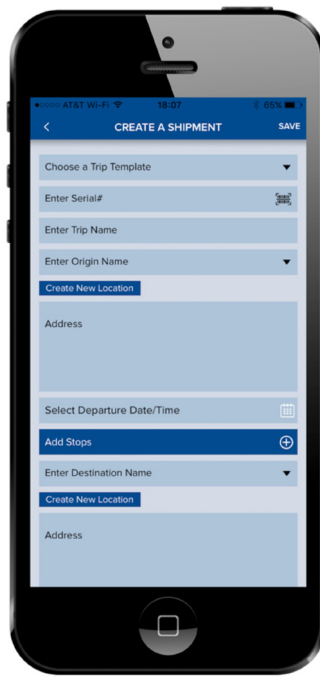 AT&T Wi-Fi 18:07 65%
CREATE A SHIPMENT SAVE
Choose a Trip Template
Enter Serial#
Enter Trip Name
Enter Origin Name
Create New Location
Address
Select Departure Date/Time
Add Stops
Enter Destination Name
Create New Location
Address